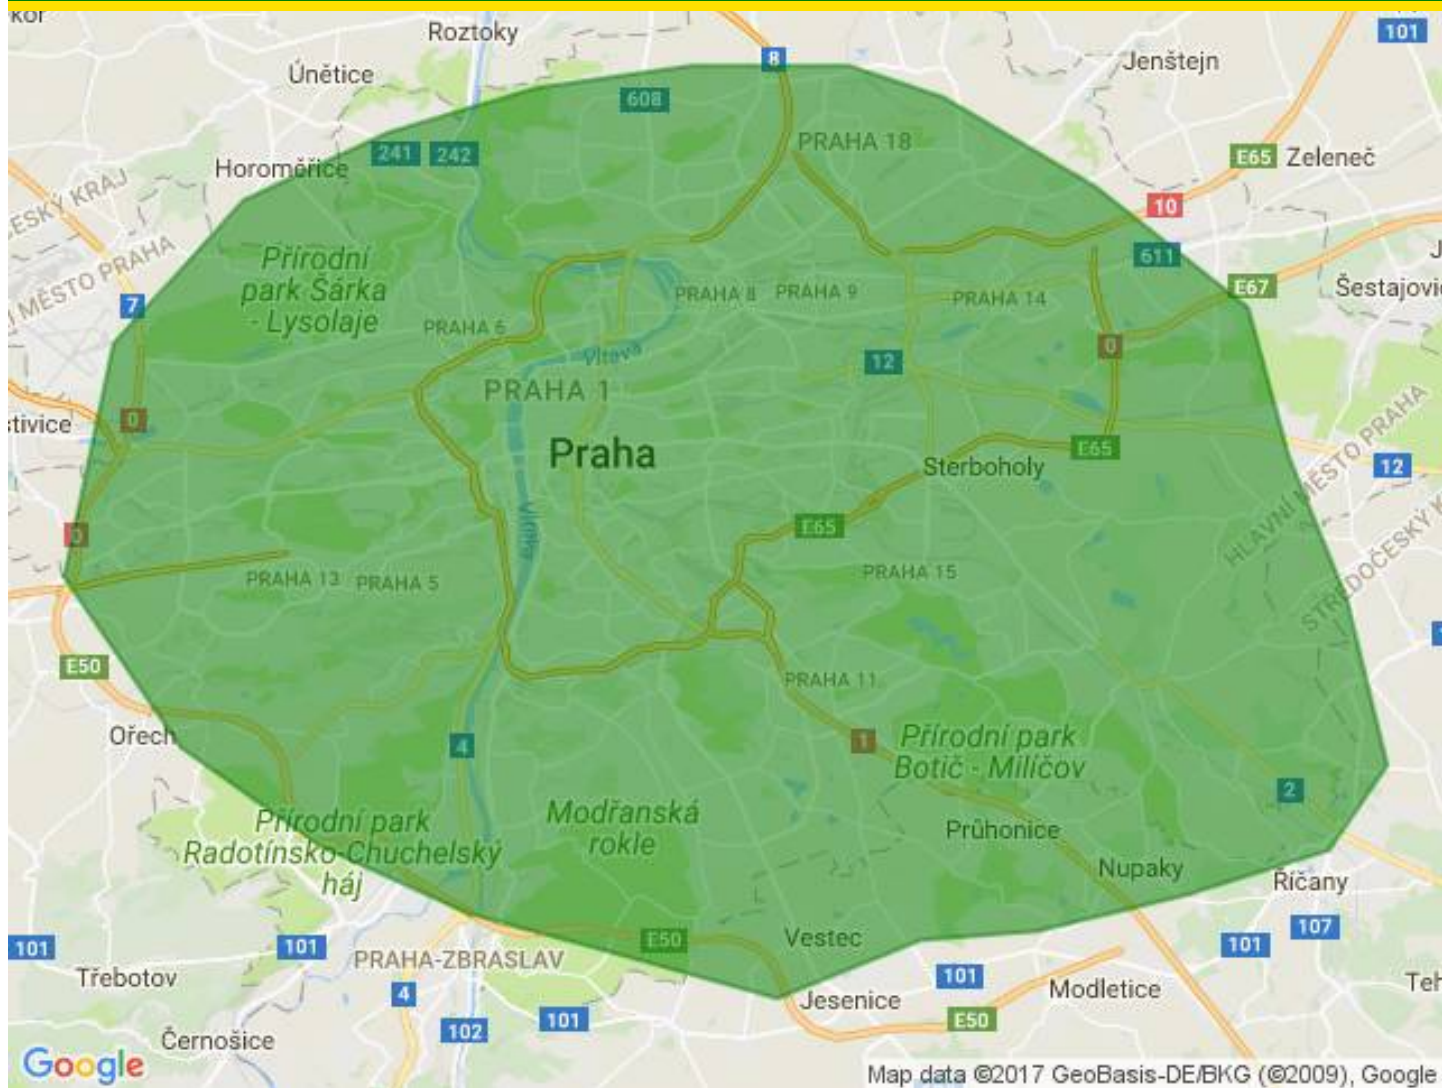 Roztoky
101
Únětice
8
Jenštejn
608
PRAHA 18
241
242
Horoměřice
E65
Zeleneč
10
611
MĚSTO PRAHA
Přírodní
park Šárka
- Lysolaje
7
PRAHA 8
PRAHA 9
PRAHA 14
E67
Šestajovi
PRAHA 6
Vltava
0
12
PRAHA 1
0
tivice
Praha
E65
Sterboholy
12
HLAVNÍ MĚSTO PRAHA
0
Vltava
E65
STŘEDOČESKÝ K
PRAHA 13
PRAHA 5
PRAHA 15
E50
PRAHA 11
Ořech
4
1
Přírodní park
Botič - Milíčov
2
Přírodní park
Radotínsko-Chuchelský
háj
Modřanská
rokle
Průhonice
Nupaky
Říčany
101
101
E50
Vestec
101
107
PRAHA-ZBRASLAV
Třebotov
4
101
Jesenice
Modletice
Teh
Černošice
102
101
E50
Google
Map data ©2017 GeoBasis-DE/BKG (©2009), Google